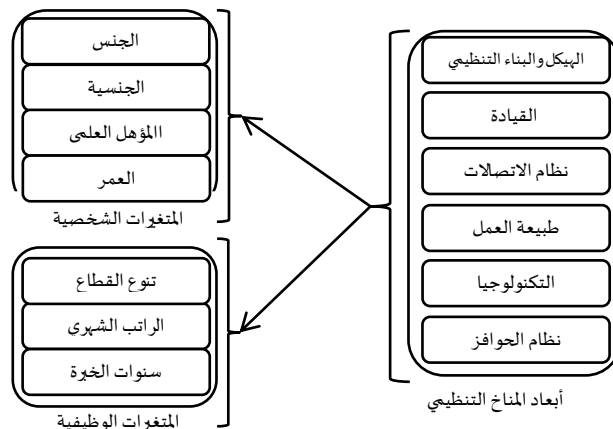 الهيكل والبناء التنظيمي
القيادة
نظام الاتصالات
طبيعة العمل
التكنولوجيا
نظام الحوافز
أبعاد المناخ التنظيمي
الجنس
الجنسية
االمؤهل العلمى
العمر
المتغيرات الشخصية
تنوع القطاع
الراتب الشهري
سنوات الخبرة
المتغيرات الوظيفية